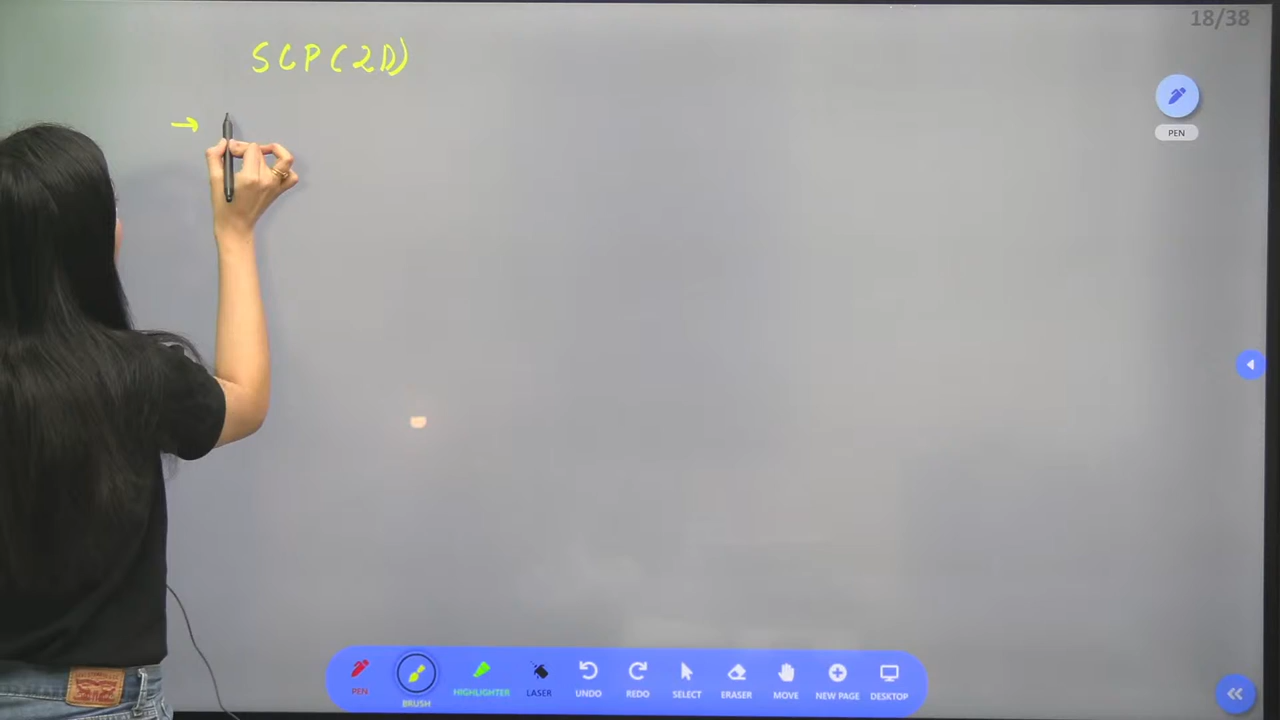 18/38
SCP(2D)
→
PEN
PEN
BRUSH
HIGHLIGHTER
LASER
UNDO
REDO
SELECT
ERASER
MOVE
NEW PAGE
DESKTOP